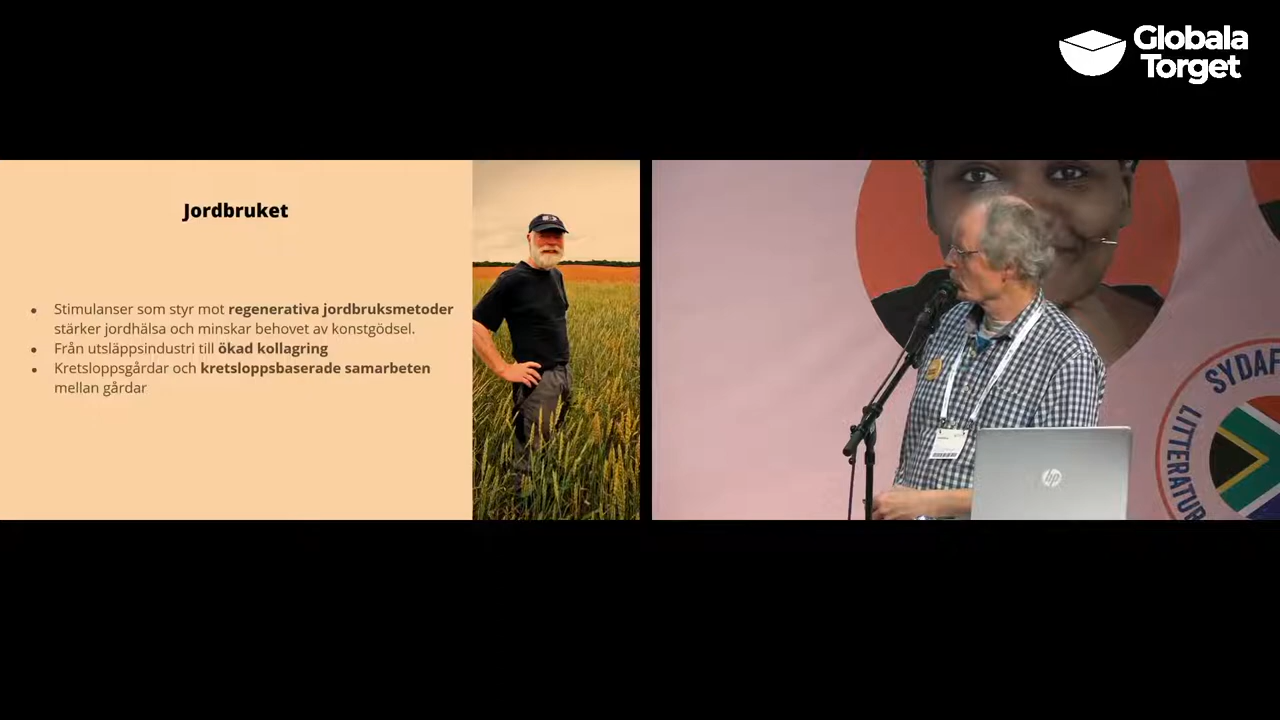 Globala
Torget
Jordbruket
Stimulanser som styr mot regenerativa jordbruksmetoder
stärker jordhälsa och minskar behovet av konstgödsel.
Från utsläppsindustri till ökad kollagring
Kretsloppsgårdar och kretsloppsbaserade samarbeten
mellan gårdar
SYDAF
LITTERATUR
hp